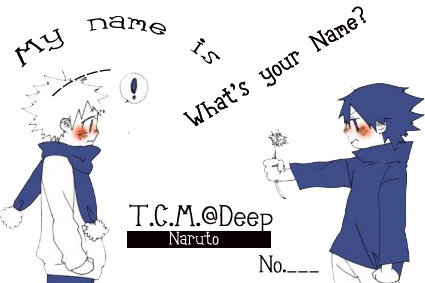 My name is
What's your Name?
!
T.C.M.@Deep
Naruto
No.___